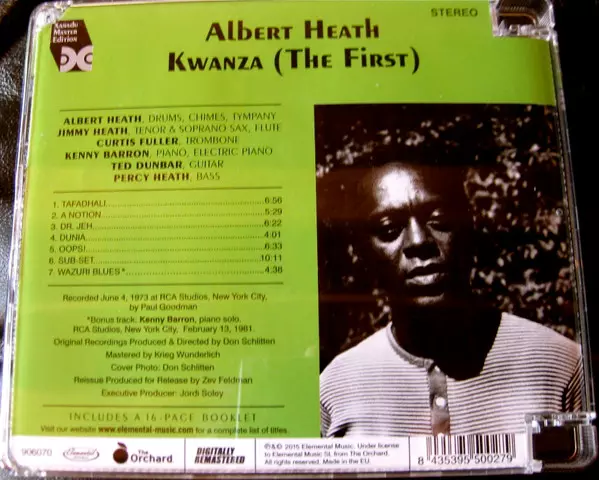 Xanadu
Master
Edition
STEREO
Albert Heath
Kwanza (The First)
ALBERT HEATH, DRUMS, CHIMES, TYMPANY
JIMMY HEATH, TENOR & SOPRANO SAX, FLUTE
CURTIS FULLER, TROMBONE
KENNY BARRON, PIANO, ELECTRIC PIANO
TED DUNBAR, GUITAR
PERCY HEATH, BASS
1. TAFADHALI 6:56
2. A NOTION 5:29
3. DR. JEH 6:22
4. DUNIA 4:01
5. OOPS! 6:33
6. SUB-SET 10:11
7. WAZURI BLUES* 4:38
Recorded June 4, 1973 at RCA Studios, New York City,
by Paul Goodman
*Bonus track: Kenny Barron, piano solo.
RCA Studios, New York City, February 13, 1981.
Original Recordings Produced & Directed by Don Schlitten
Mastered by Krieg Wunderlich
Cover Photo: Don Schlitten
Reissue Produced for Release by Zev Feldman
Executive Producer: Jordi Soley
INCLUDES A 16-PAGE BOOKLET
Visit our website www.elemental-music.com for a complete list of titles.
906070
Elemental
The
Orchard
DIGITALLY
REMASTERED
℗&© 2015 Elemental Music. Under license
to Elemental Music SL from The Orchard.
All rights reserved. Made in the EU.
8 435395 500279